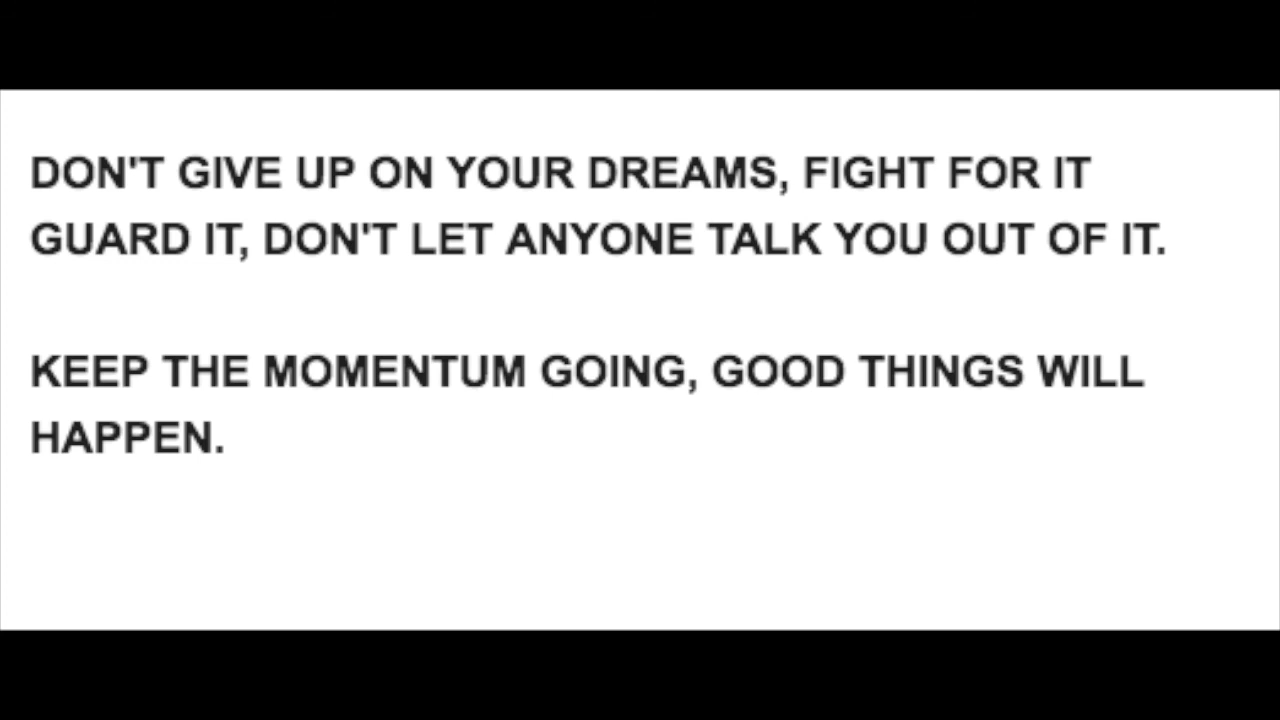 DON'T GIVE UP ON YOUR DREAMS, FIGHT FOR IT
GUARD IT, DON'T LET ANYONE TALK YOU OUT OF IT.
KEEP THE MOMENTUM GOING, GOOD THINGS WILL
HAPPEN.